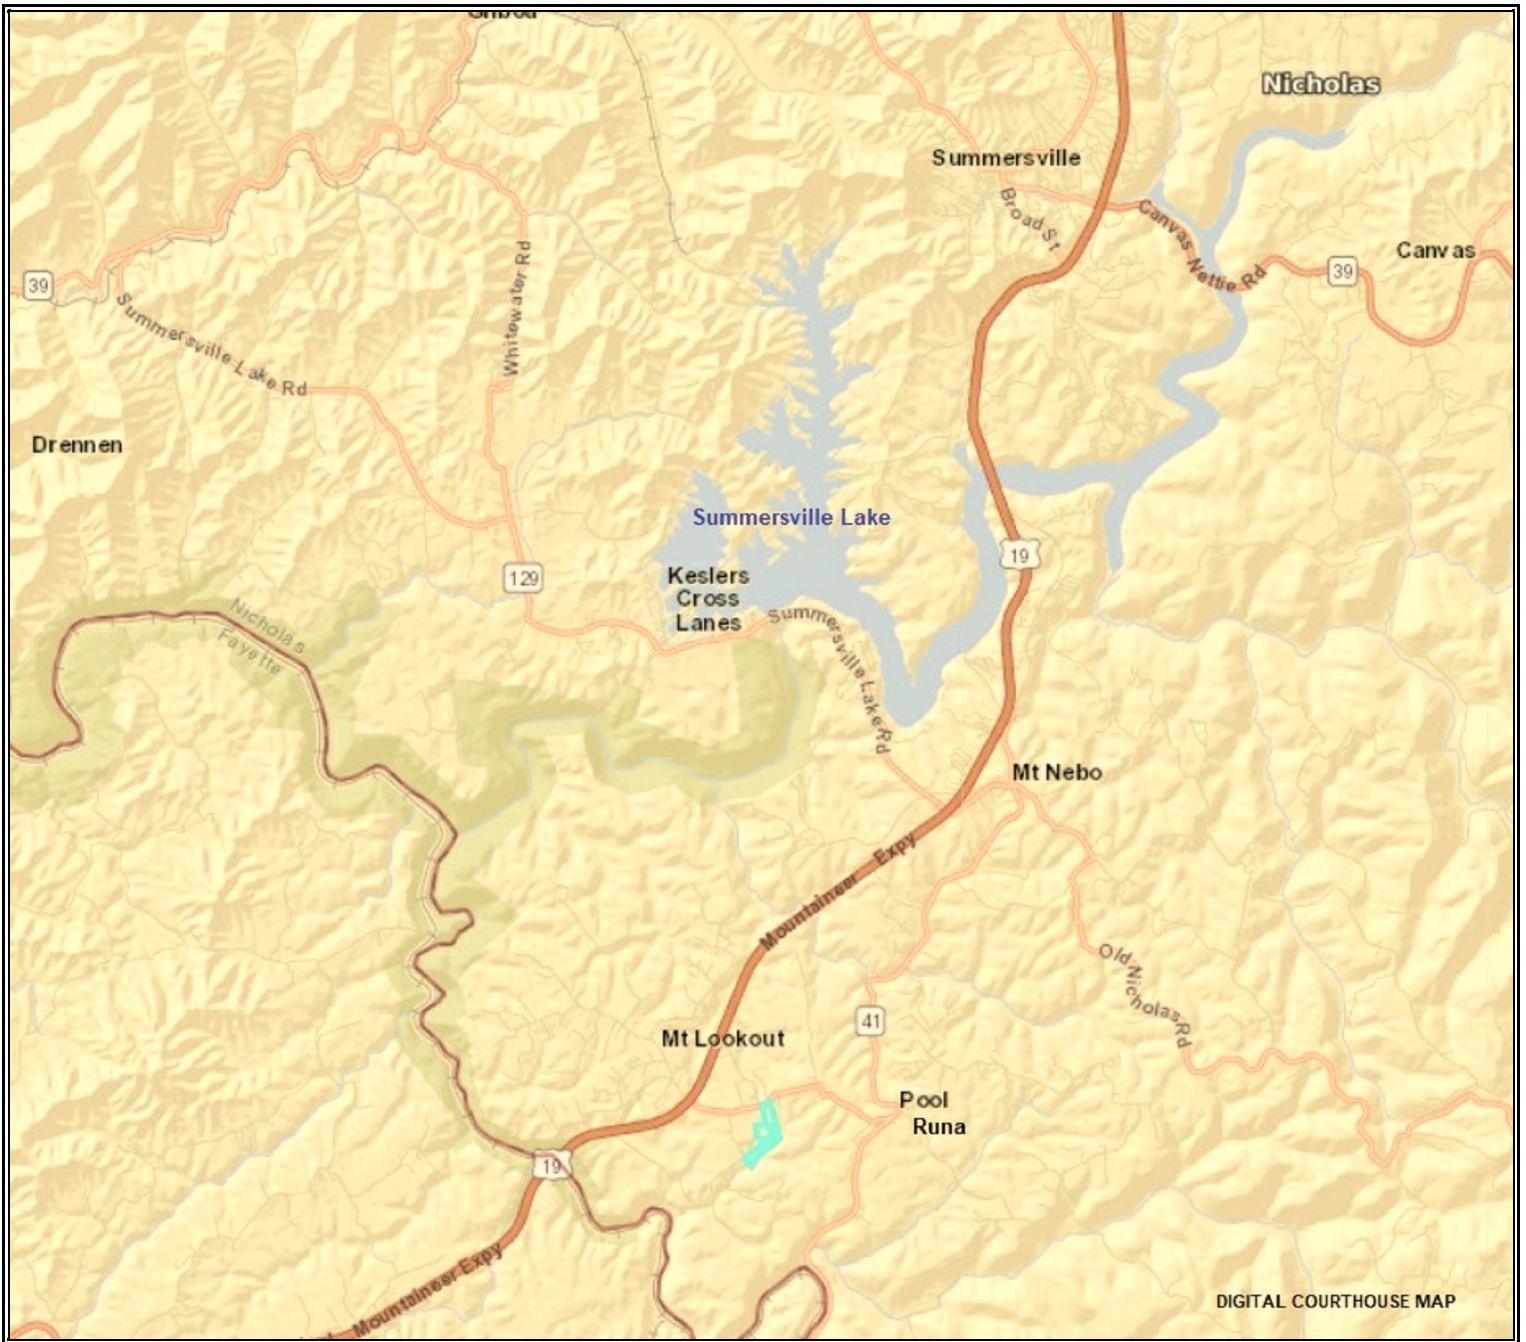 Gilboa
Nicholas
Summersville
Broad St
Canvas Nettie Rd
Canvas
39
39
Whitewater Rd
Summersville Lake Rd
Drennen
Summersville Lake
19
Keslers
Cross
Lanes
129
Summersville Lake Rd
Nicholas
Fayette
Mt Nebo
Mountaineer Expy
Old Nicholas Rd
41
Mt Lookout
Pool
Runa
19
Mountaineer Expy
DIGITAL COURTHOUSE MAP